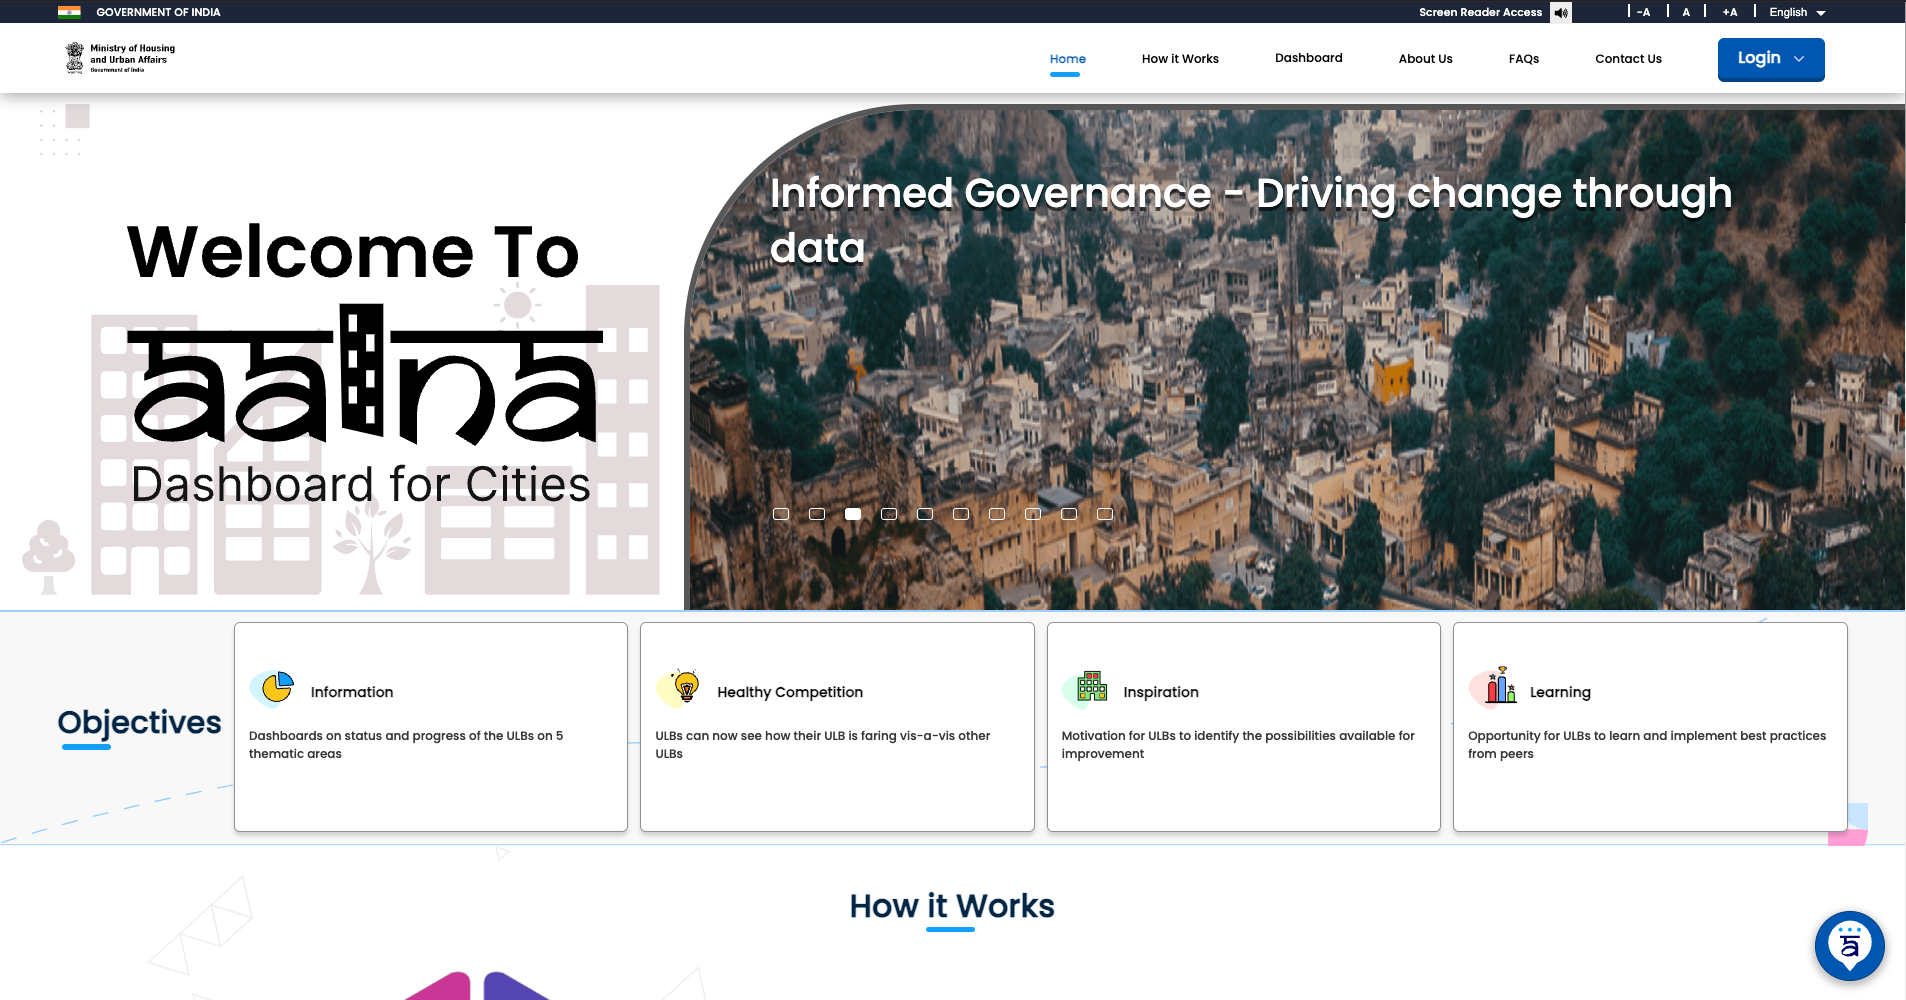 GOVERNMENT OF INDIA
Screen Reader Access
-A
A
+A
English
Ministry of Housing
and Urban Affairs
Government of India
Home
How it Works
Dashboard
About Us
FAQs
Contact Us
Login
Welcome To
aaina
Dashboard for Cities
Informed Governance - Driving change through
data
Objectives
Information
Dashboards on status and progress of the ULBs on 5
thematic areas
Healthy Competition
ULBs can now see how their ULB is faring vis-a-vis other
ULBs
Inspiration
Motivation for ULBs to identify the possibilities available for
improvement
Learning
Opportunity for ULBs to learn and implement best practices
from peers
How it Works
a